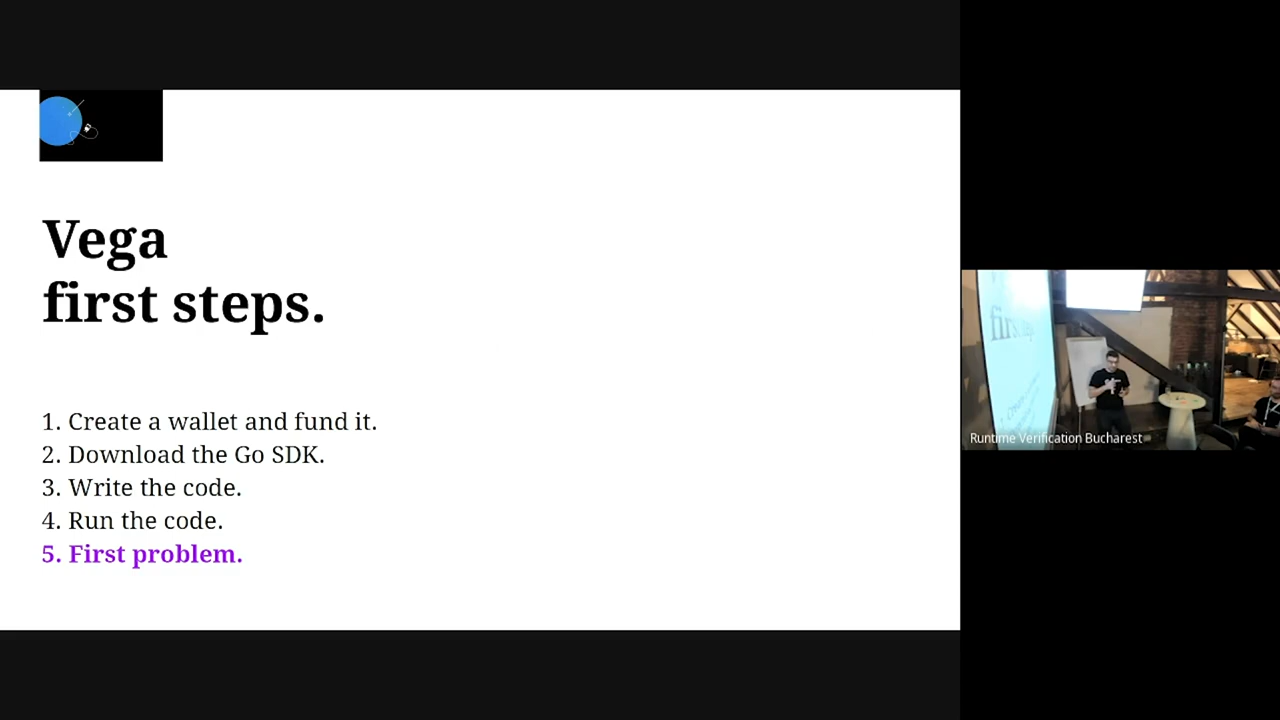 Vega
first steps.
1. Create a wallet and fund it.
2. Download the Go SDK.
3. Write the code.
4. Run the code.
5. First problem.
Runtime Verification Bucharest